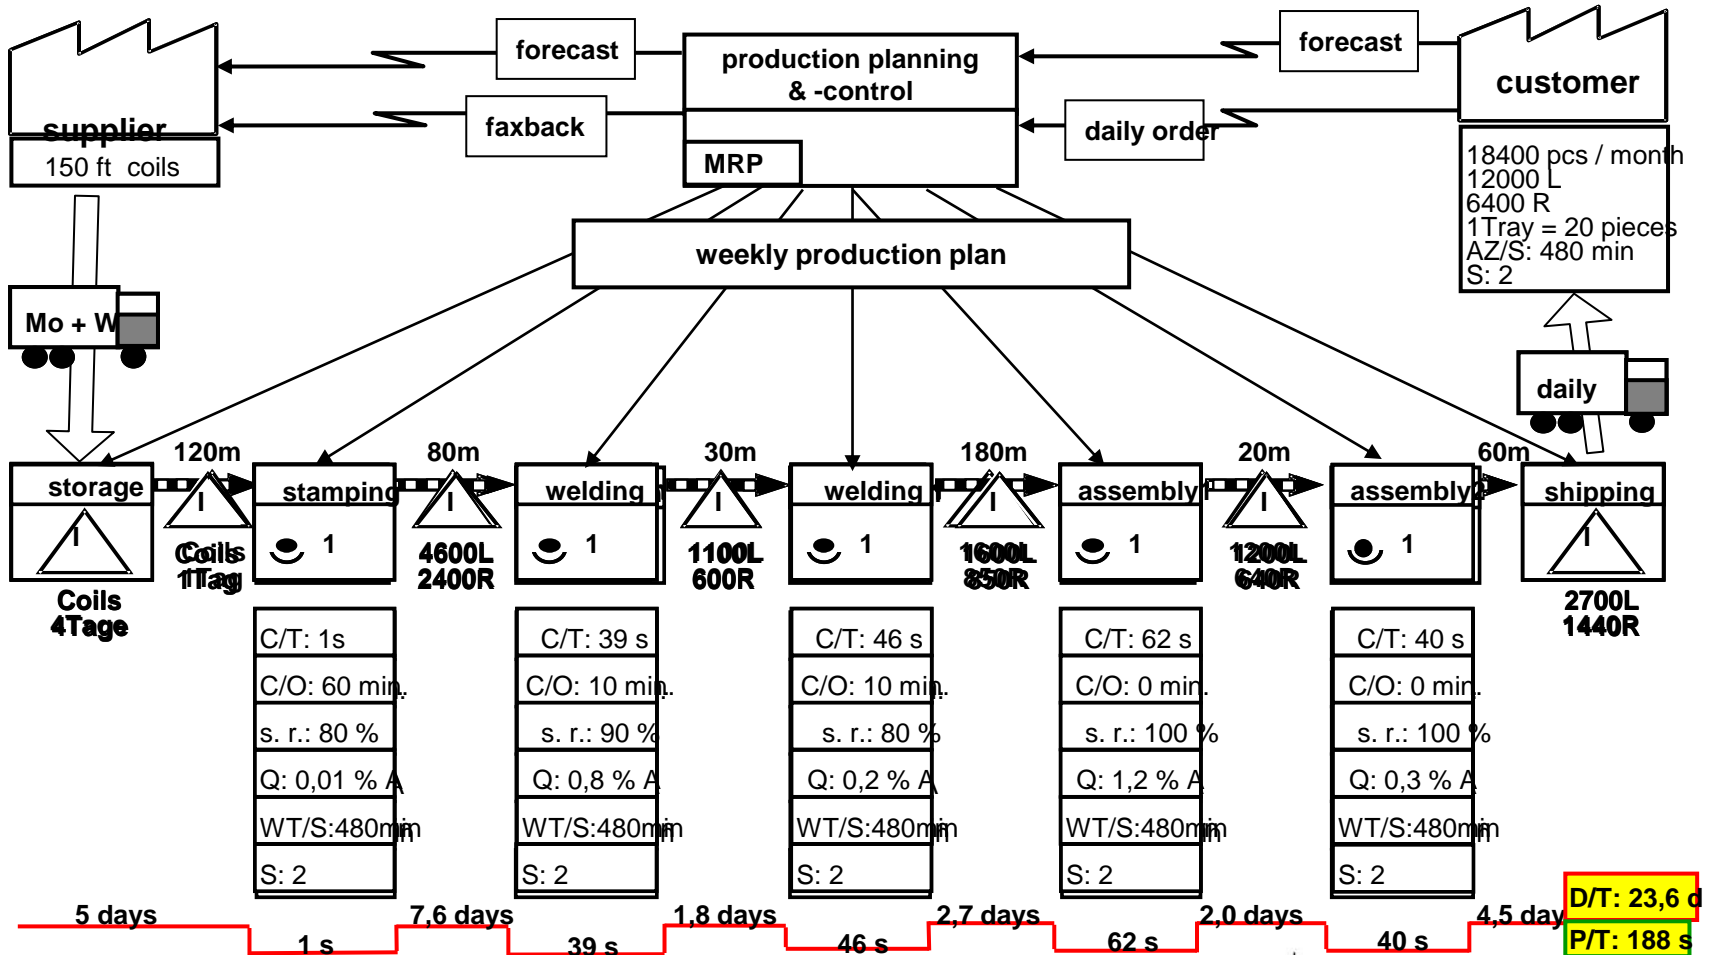 forecast
production planning
& -control
forecast
customer
supplier
faxback
daily order
150 ft coils
MRP
18400 pcs / month
12000 L
6400 R
1Tray = 20 pieces
AZ/S: 480 min
S: 2
weekly production plan
Mo + W
daily
120m
80m
30m
180m
20m
60m
storage
stamping
welding
welding
assembly1
assembly2
shipping
I
I
I
I
I
I
I
1
1
1
1
1
Coils
4Tage
Coils
1Tag
4600L
2400R
1100L
600R
1600L
850R
1200L
640R
2700L
1440R
C/T: 1s
C/O: 60 min.
s. r.: 80 %
Q: 0,01 % A
WT/S:480min
S: 2
C/T: 39 s
C/O: 10 min.
s. r.: 90 %
Q: 0,8 % A
WT/S:480min
S: 2
C/T: 46 s
C/O: 10 min.
s. r.: 80 %
Q: 0,2 % A
WT/S:480min
S: 2
C/T: 62 s
C/O: 0 min.
s. r.: 100 %
Q: 1,2 % A
WT/S:480min
S: 2
C/T: 40 s
C/O: 0 min.
s. r.: 100 %
Q: 0,3 % A
WT/S:480min
S: 2
5 days
7,6 days
1,8 days
2,7 days
2,0 days
4,5 day
D/T: 23,6 d
1 s
39 s
46 s
62 s
40 s
P/T: 188 s